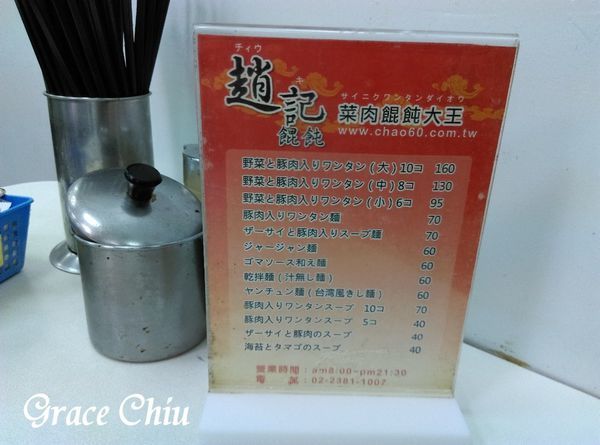 チィウ
キ
趙記
餛飩
サイニクワンタンダイオウ
菜肉餛飩大王
www.chao60.com.tw
野菜と豚肉入りワンタン(大)10コ 160
野菜と豚肉入りワンタン(中)8コ 130
野菜と豚肉入りワンタン(小)6コ 95
豚肉入りワンタン麺 70
ザーサイと豚肉入りスープ麺 70
ジャージャン麺 60
ゴマソース和え麺 60
乾拌麵(汁無し麺) 60
ヤンチュン麺(台湾風きし麺) 60
豚肉入りワンタンスープ 10コ 70
豚肉入りワンタンスープ 5コ 40
ザーサイと豚肉のスープ 40
海苔とタマゴのスープ 40
營業時間:am8:00~pm21:30
電 話:02-2381-1007
Grace Chiu